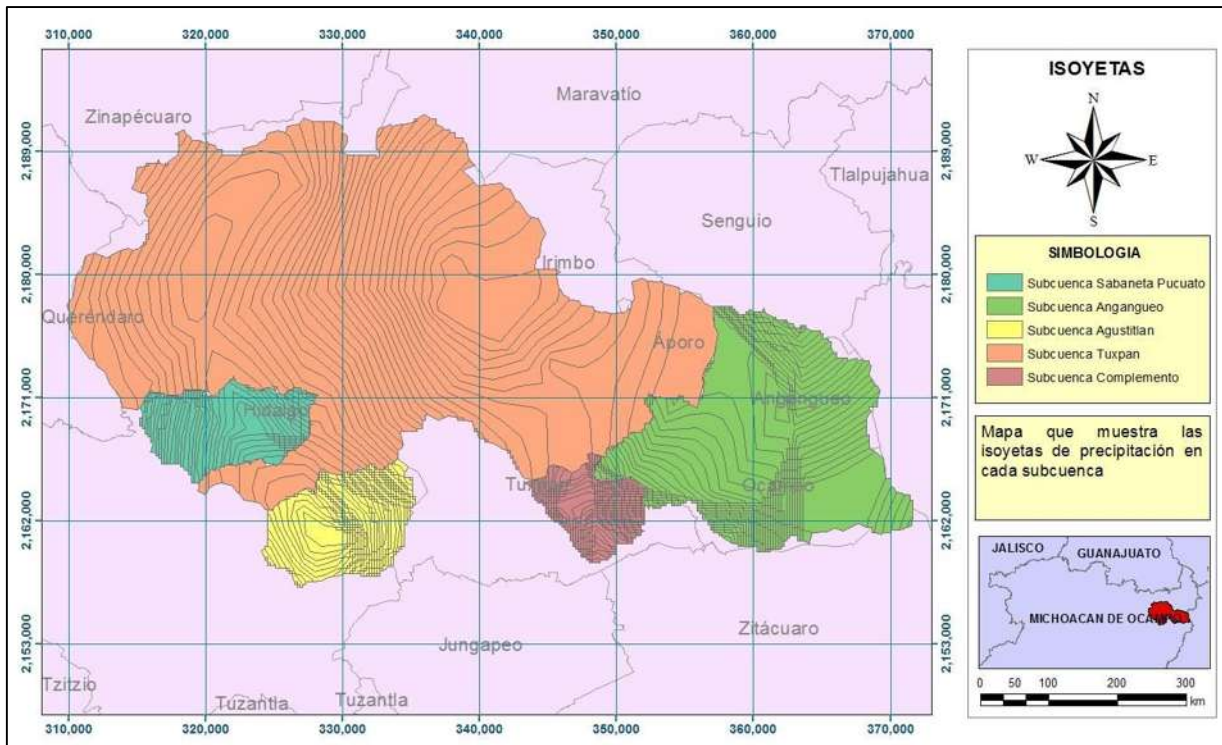 310,000 320,000 330,000 340,000 350,000 360,000 370,000
2,189,000
2,180,000
2,171,000
2,162,000
2,153,000
Maravatío
Zinapécuaro
Tlalpujahua
Senguio
Irimbo
Queréndaro
Áporo
Hidalgo
Angangueo
Ocampo
Zitácuaro
Jungapeo
Tzitzio
Tuzantla
Tuzantla
2,189,000
2,180,000
2,171,000
2,162,000
2,153,000
310,000 320,000 330,000 340,000 350,000 360,000 370,000
ISOYETAS
N
W E
S
SIMBOLOGIA
Subcuenca Sabaneta Pucuato
Subcuenca Angangueo
Subcuenca Agustitlan
Subcuenca Tuxpan
Subcuenca Complemento
Mapa que muestra las
isoyetas de precipitación en
cada subcuenca
JALISCO GUANAJUATO
MICHOACAN DE
0 50 100 200 300
km